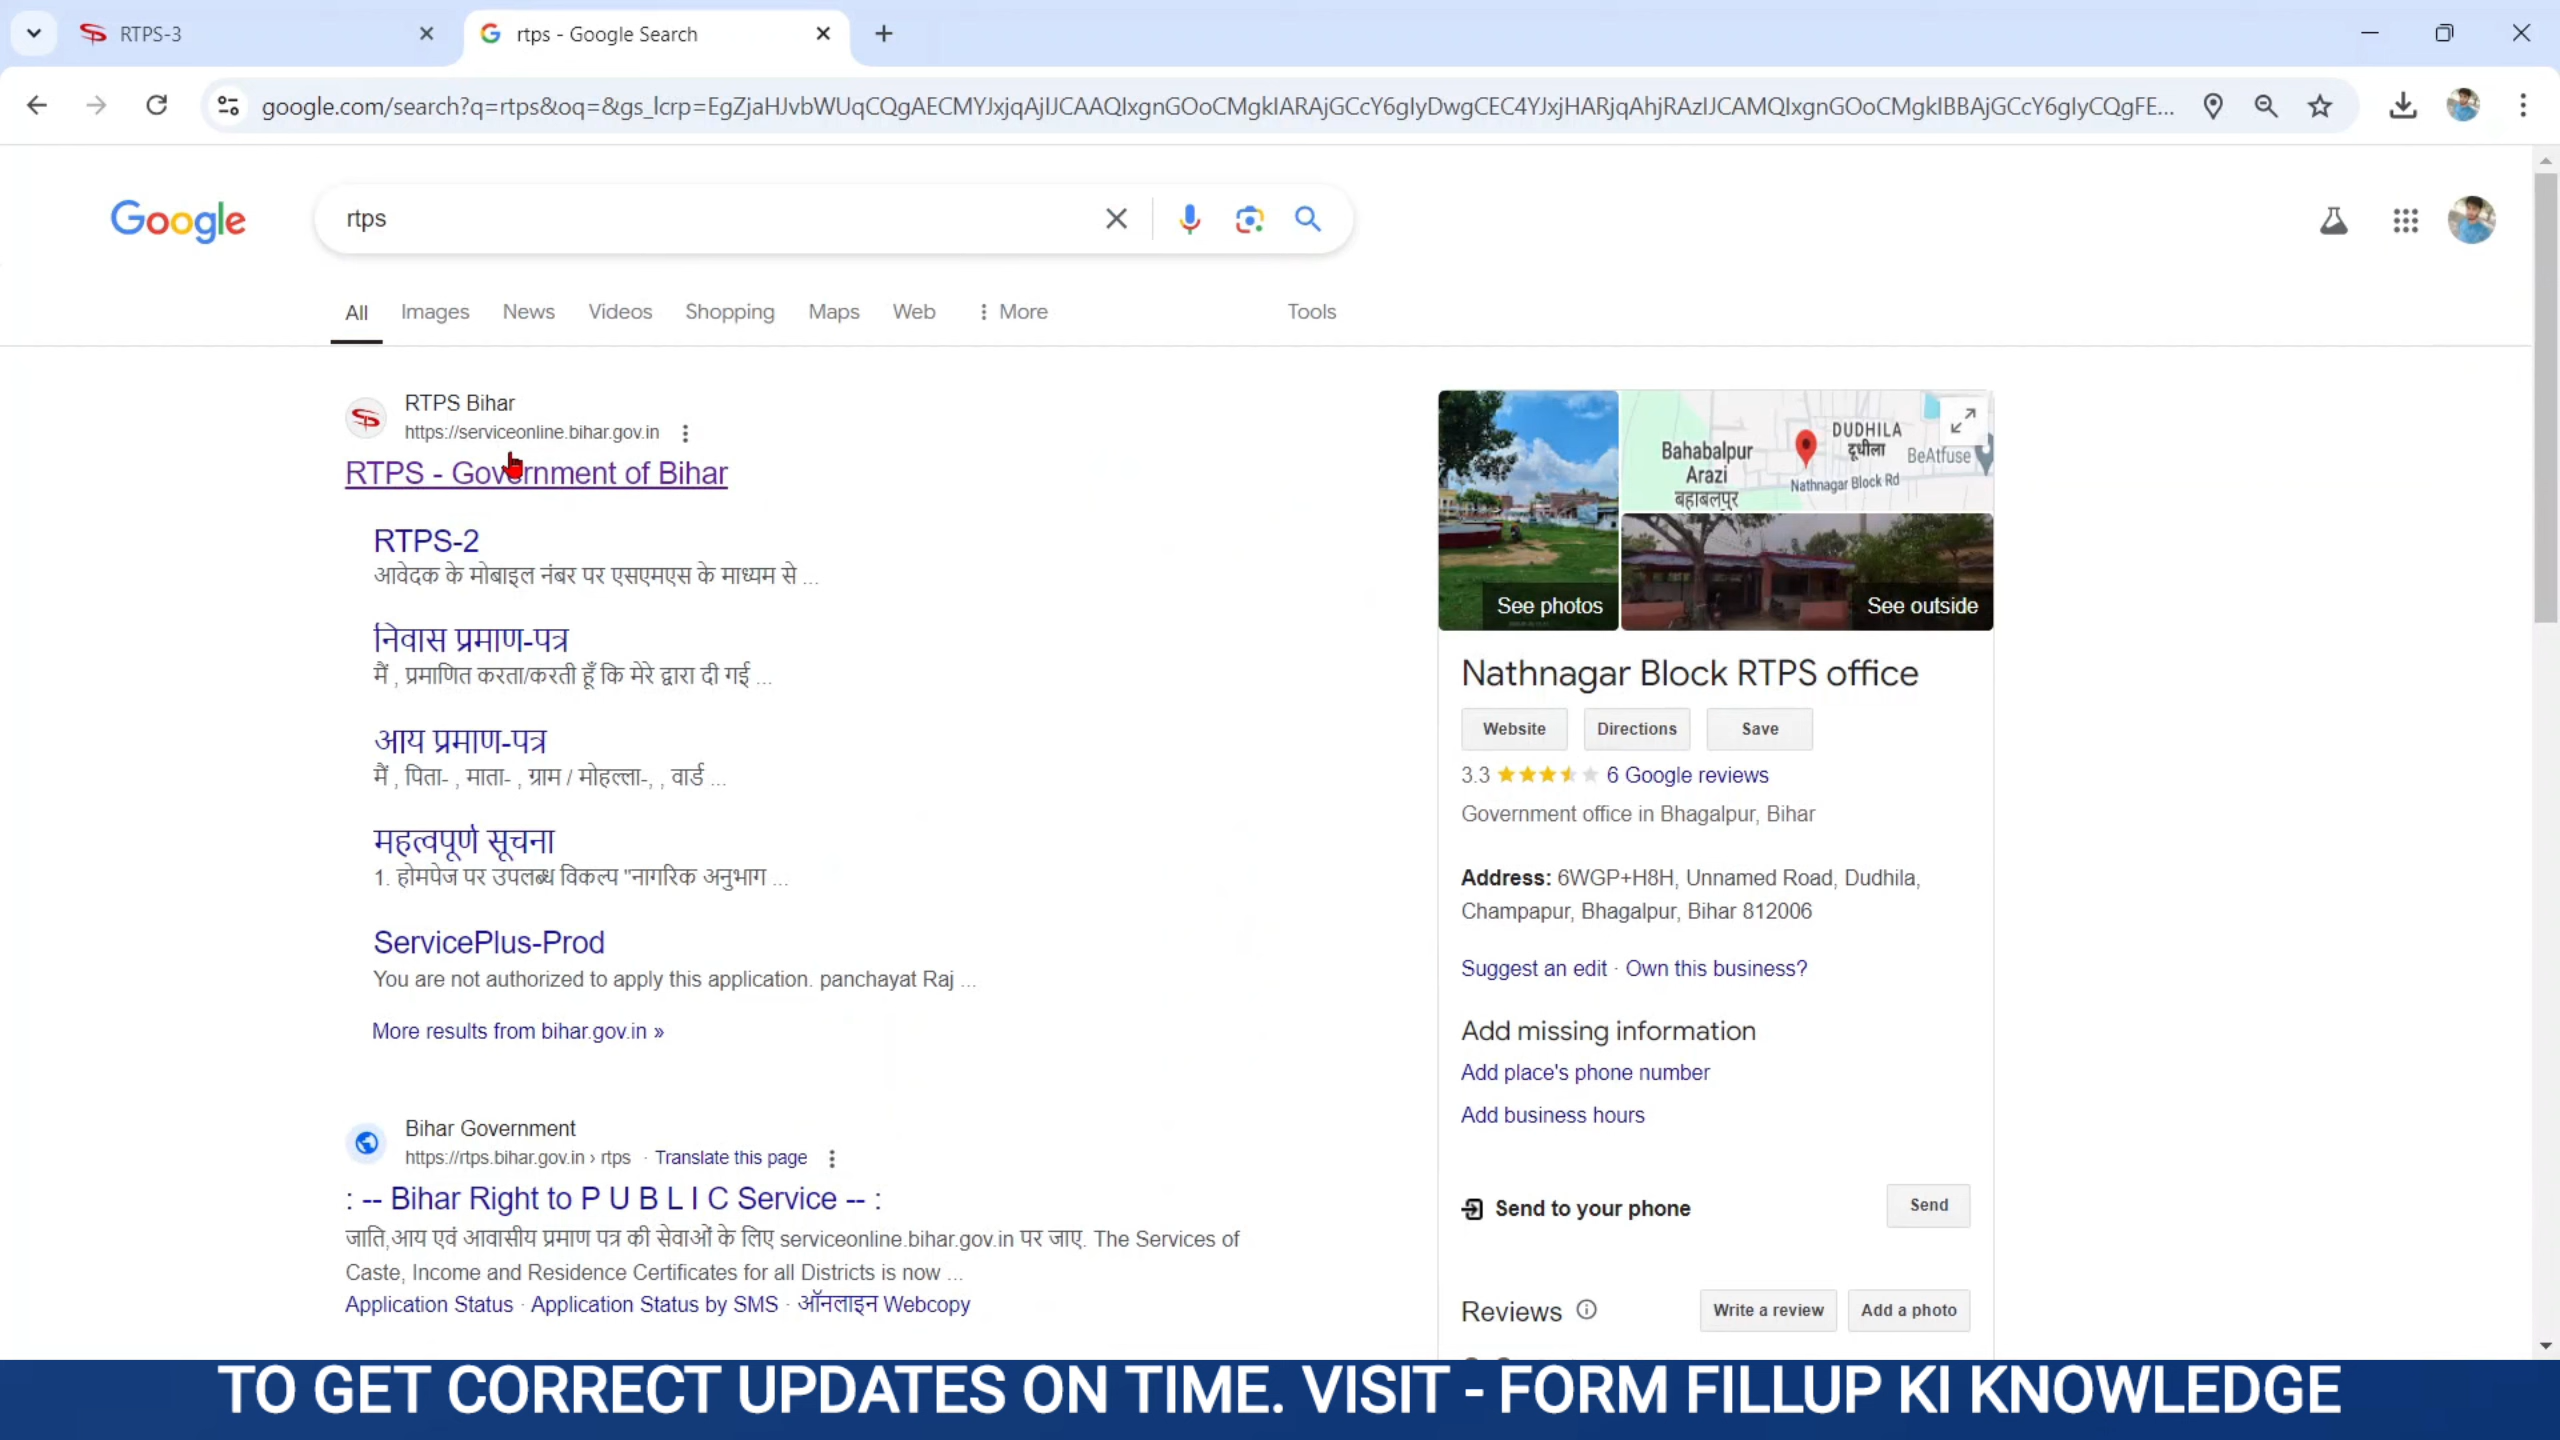 RTPS-3
rtps - Google Search
google.com/search?q=rtps&oq=&gs_lcrp=EgZjaHJvbWUqCQgAECMYJxjqAjIJCAAQIxgnGOoCMgkIARAjGCcY6gIyDwgCEC4YJxjHARjqAhjRAzIJCAMQIxgnGOoCMgkIBBAjGCcY6gIyCQgFE...
Google
rtps
All Images News Videos Shopping Maps Web More Tools
RTPS Bihar
https://serviceonline.bihar.gov.in
RTPS - Government of Bihar
RTPS-2
आवेदक के मोबाइल नंबर पर एसएमएस के माध्यम से ...
निवास प्रमाण-पत्र
मैं , प्रमाणित करता/करती हूँ कि मेरे द्वारा दी गई ...
आय प्रमाण-पत्र
मैं , पिता- , माता- , ग्राम / मोहल्ला-, , वार्ड ...
महत्वपूर्ण सूचना
1. होमपेज पर उपलब्ध विकल्प "नागरिक अनुभाग ...
ServicePlus-Prod
You are not authorized to apply this application. panchayat Raj ...
More results from bihar.gov.in »
Bihar Government
https://rtps.bihar.gov.in › rtps · Translate this page
: -- Bihar Right to P U B L I C Service -- :
जाति,आय एवं आवासीय प्रमाण पत्र की सेवाओं के लिए serviceonline.bihar.gov.in पर जाए. The Services of
Caste, Income and Residence Certificates for all Districts is now ...
Application Status · Application Status by SMS · ऑनलाइन Webcopy
DUDHILA
दूधीला
BeAtfuse
Bahabalpur
Arazi
बहाबलपुर
Nathnagar Block Rd
See photos
See outside
Nathnagar Block RTPS office
Website Directions Save
3.3 6 Google reviews
Government office in Bhagalpur, Bihar
Address: 6WGP+H8H, Unnamed Road, Dudhila,
Champapur, Bhagalpur, Bihar 812006
Suggest an edit · Own this business?
Add missing information
Add place's phone number
Add business hours
Send to your phone Send
Reviews Write a review Add a photo
TO GET CORRECT UPDATES ON TIME. VISIT - FORM FILLUP KI KNOWLEDGE